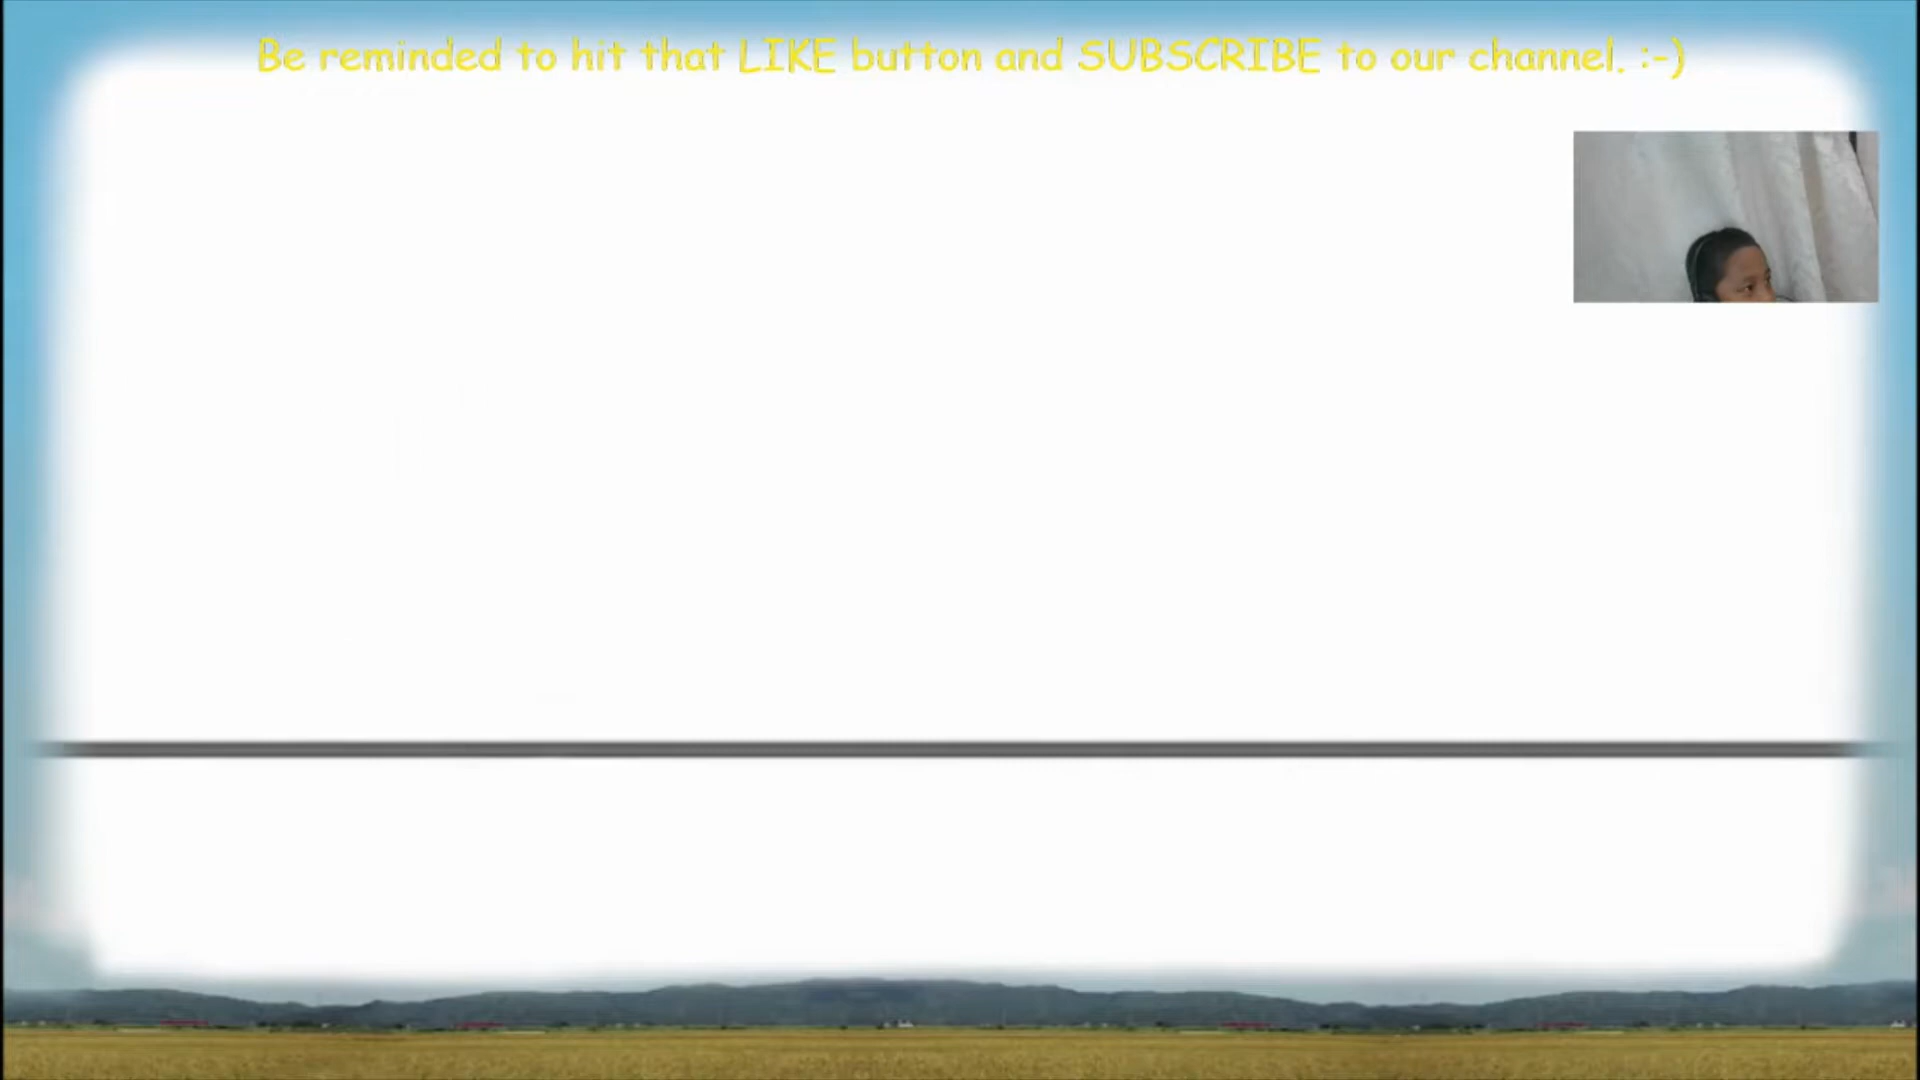 Be reminded to hit that LIKE button and SUBSCRIBE to our channel. :-)